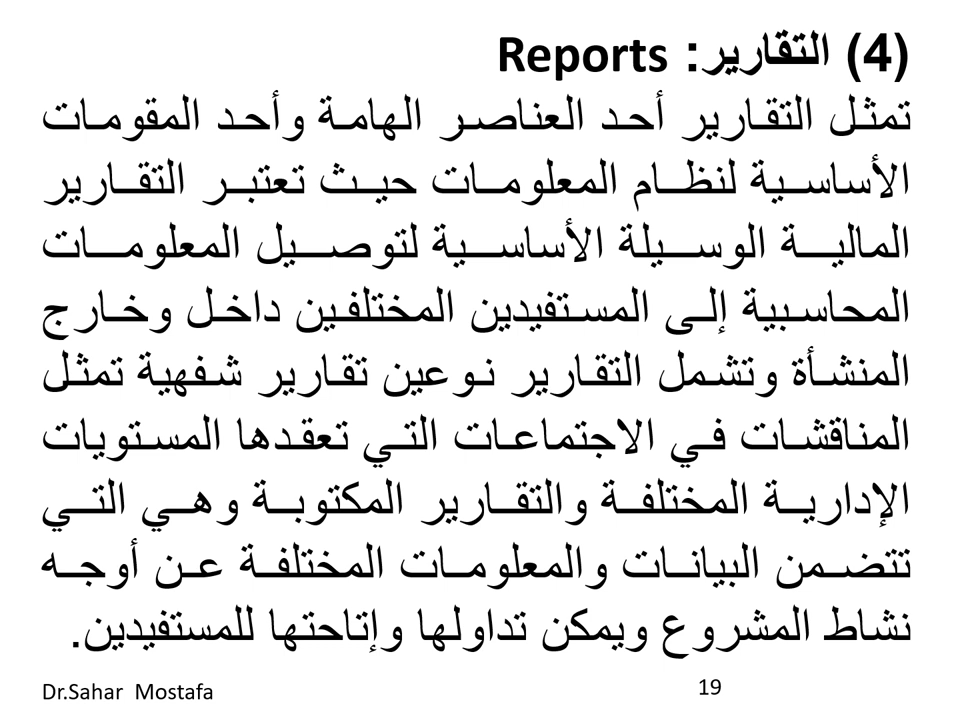 (4) التقارير: Reports
تمثل التقارير أحد العناصر الهامة وأحد المقومات
الأساسية لنظام المعلومات حيث تعتبر التقارير
المالية الوسيلة الأساسية لتوصيل المعلومات
المحاسبية إلى المستفيدين المختلفين داخل وخارج
المنشأة وتشمل التقارير نوعين تقارير شفهية تمثل
المناقشات في الاجتماعات التي تعقدها المستويات
الإدارية المختلفة والتقارير المكتوبة وهي التي
تتضمن البيانات والمعلومات المختلفة عن أوجه
نشاط المشروع ويمكن تداولها وإتاحتها للمستفيدين.
Dr.Sahar Mostafa
19